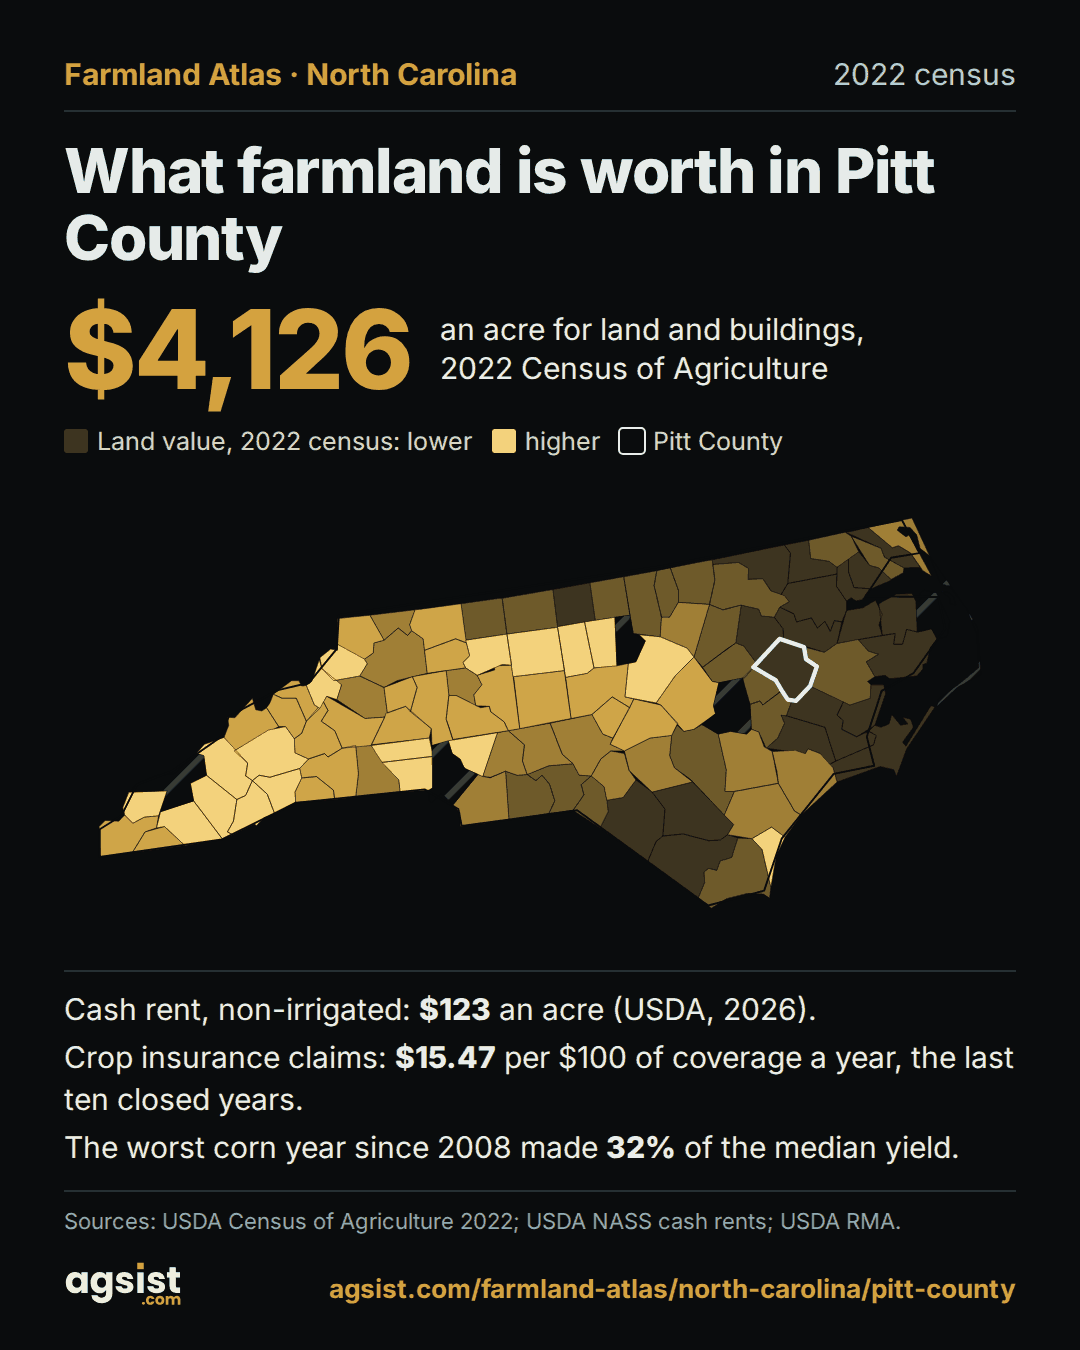 Farmland Atlas · North Carolina
2022 census
What farmland is worth in Pitt
County
$4,126
an acre for land and buildings,
2022 Census of Agriculture
Land value, 2022 census: lower
higher
Pitt County
Cash rent, non-irrigated: $123 an acre (USDA, 2026).
Crop insurance claims: $15.47 per $100 of coverage a year, the last
ten closed years.
The worst corn year since 2008 made 32% of the median yield.
Sources: USDA Census of Agriculture 2022; USDA NASS cash rents; USDA RMA.
agsist
.com
agsist.com/farmland-atlas/north-carolina/pitt-county